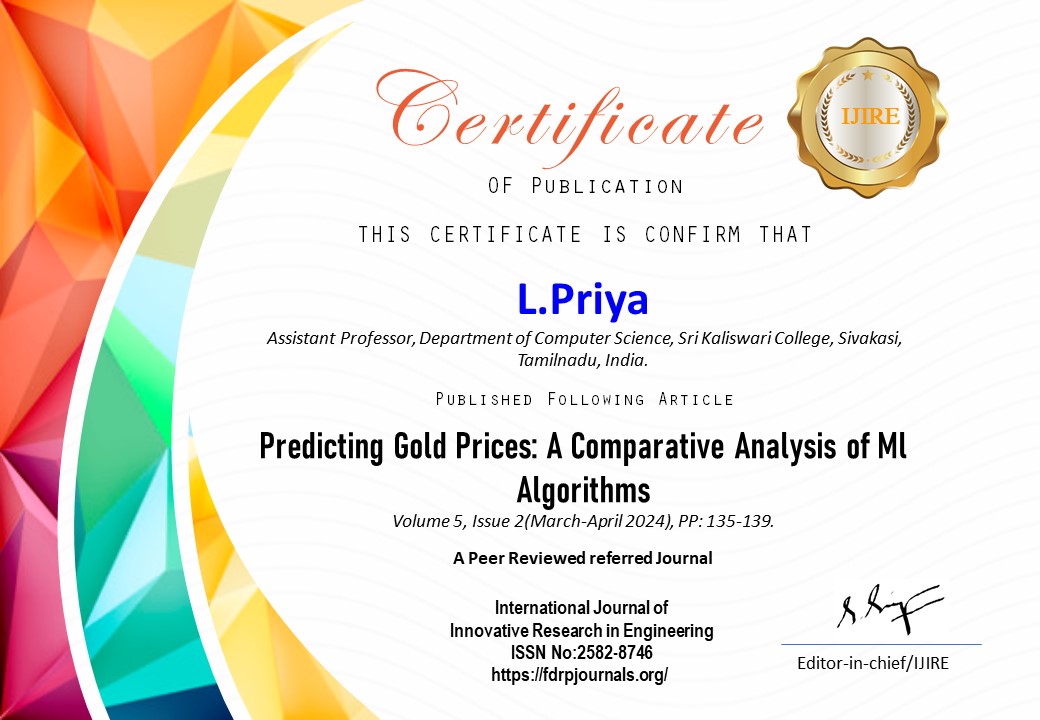 Certificate
IJIRE
OF PUBLICATION
THIS CERTIFICATE IS CONFIRM THAT
L.Priya
Assistant Professor, Department of Computer Science, Sri Kaliswari College, Sivakasi,
Tamilnadu, India.
PUBLISHED FOLLOWING ARTICLE
Predicting Gold Prices: A Comparative Analysis of Ml
Algorithms
Volume 5, Issue 2(March-April 2024), PP: 135-139.
A Peer Reviewed referred Journal
International Journal of
Innovative Research in Engineering
ISSN No:2582-8746
https://fdrpjournals.org/
Editor-in-chief/IJIRE